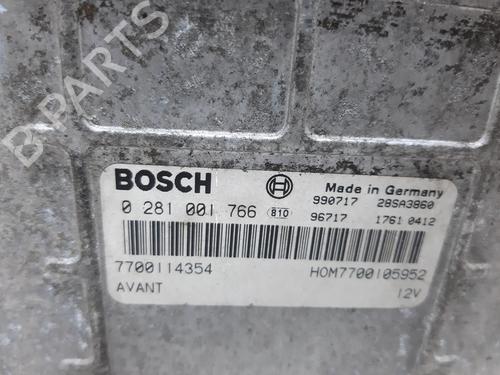 B-PARTS
BOSCH
Made in Germany
990717 28SA3860
0 281 001 766 810
96717 1761 0412
7700114354
HOM7700105952
AVANT
12V